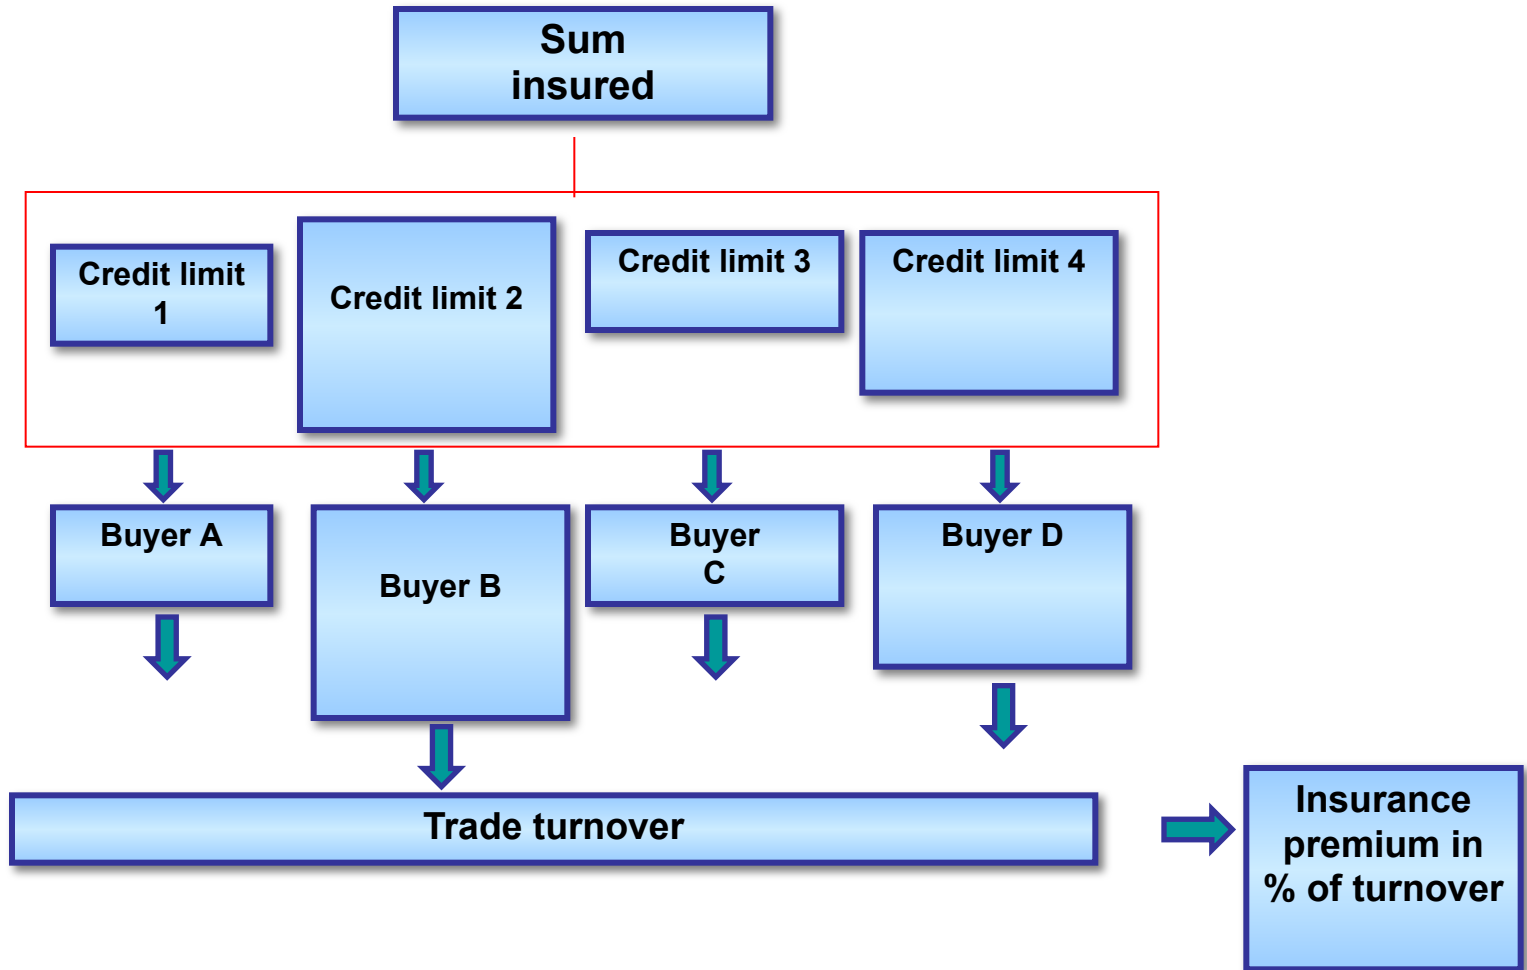 Sum
insured
Credit limit
1
Credit limit 2
Credit limit 3
Credit limit 4
Buyer A
Buyer B
Buyer
C
Buyer D
Trade turnover
Insurance
premium in
% of turnover